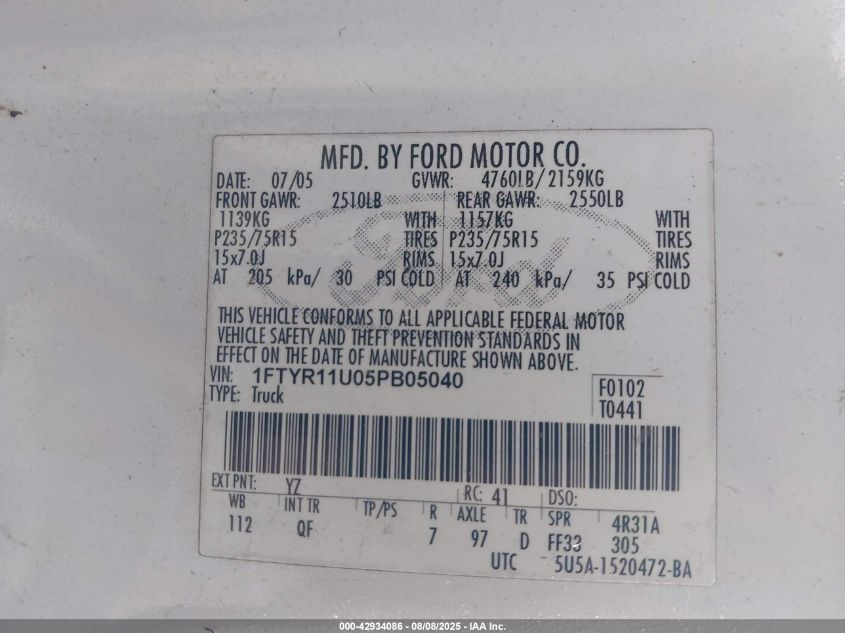 MFD. BY FORD MOTOR CO.
DATE: 07/05 GVWR: 4760LB/2159KG
FRONT GAWR: 2510LB REAR GAWR: 2550LB
1139KG WITH 1157KG WITH
P235/75R15 TIRES P235/75R15 TIRES
15x7.0J RIMS 15x7.0J RIMS
AT 205 kPa/ 30 PSI COLD AT 240 kPa/ 35 PSI COLD
Ford
THIS VEHICLE CONFORMS TO ALL APPLICABLE FEDERAL MOTOR
VEHICLE SAFETY AND THEFT PREVENTION STANDARDS IN
EFFECT ON THE DATE OF MANUFACTURE SHOWN ABOVE.
VIN: 1FTYR11U05PB05040 F0102
TYPE: Truck T0441
EXT PNT: YZ RC: 41 DSO:
WB INT TR TP/PS R AXLE TR SPR 4R31A
112 QF 7 97 D FF33 305
UTC 5U5A-1520472-BA
000-42934086 - 08/08/2025 - IAA Inc.